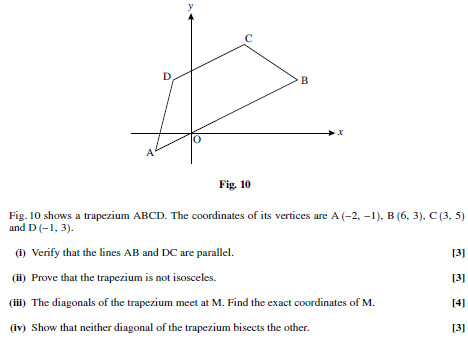 y
C
D
B
x
O
A
Fig. 10
Fig. 10 shows a trapezium ABCD. The coordinates of its vertices are A (−2, −1), B (6, 3), C (3, 5)
and D (−1, 3).
(i) Verify that the lines AB and DC are parallel. [3]
(ii) Prove that the trapezium is not isosceles. [3]
(iii) The diagonals of the trapezium meet at M. Find the exact coordinates of M. [4]
(iv) Show that neither diagonal of the trapezium bisects the other. [3]